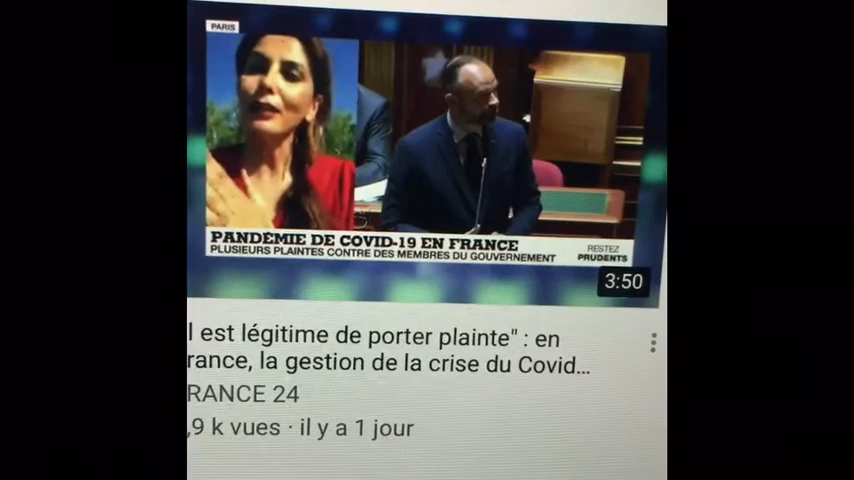 PARIS
PANDÉMIE DE COVID-19 EN FRANCE
PLUSIEURS PLAINTES CONTRE DES MEMBRES DU GOUVERNEMENT
RESTEZ
PRUDENTS
3:50
l est légitime de porter plainte" : en
rance, la gestion de la crise du Covid...
RANCE 24
,9 k vues · il y a 1 jour